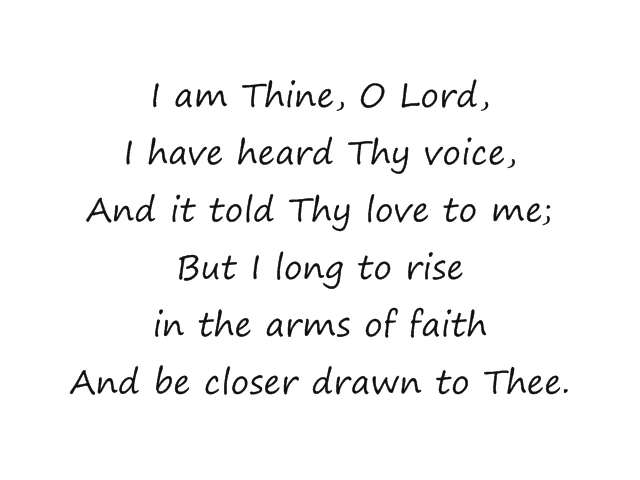 I am Thine, O Lord,
I have heard Thy voice,
And it told Thy love to me;
But I long to rise
in the arms of faith
And be closer drawn to Thee.